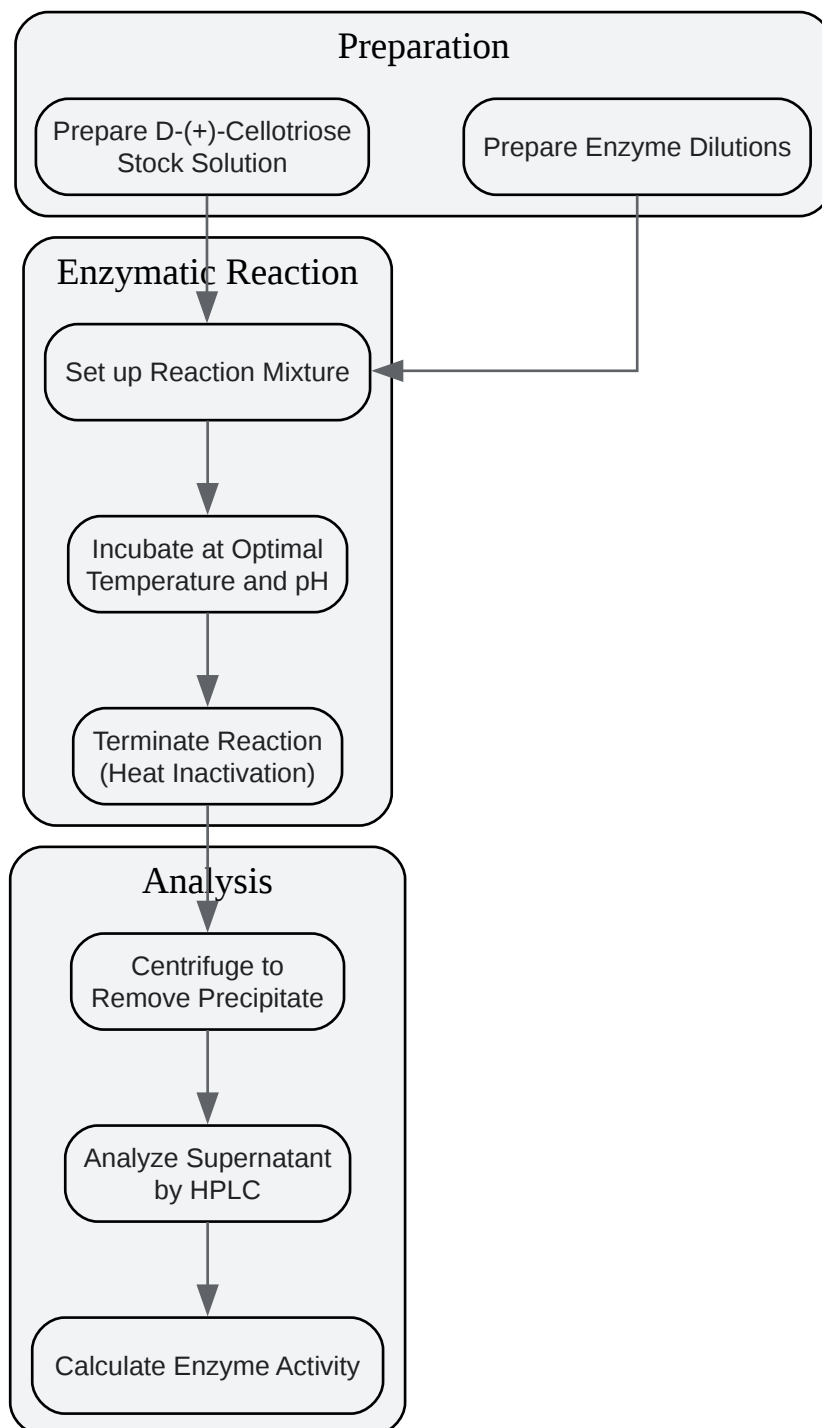 Preparation
Prepare D-(+)-Cellotriose
Stock Solution
Prepare Enzyme Dilutions
Enzymatic Reaction
Set up Reaction Mixture
Incubate at Optimal
Temperature and pH
Terminate Reaction
(Heat Inactivation)
Analysis
Centrifuge to
Remove Precipitate
Analyze Supernatant
by HPLC
Calculate Enzyme Activity